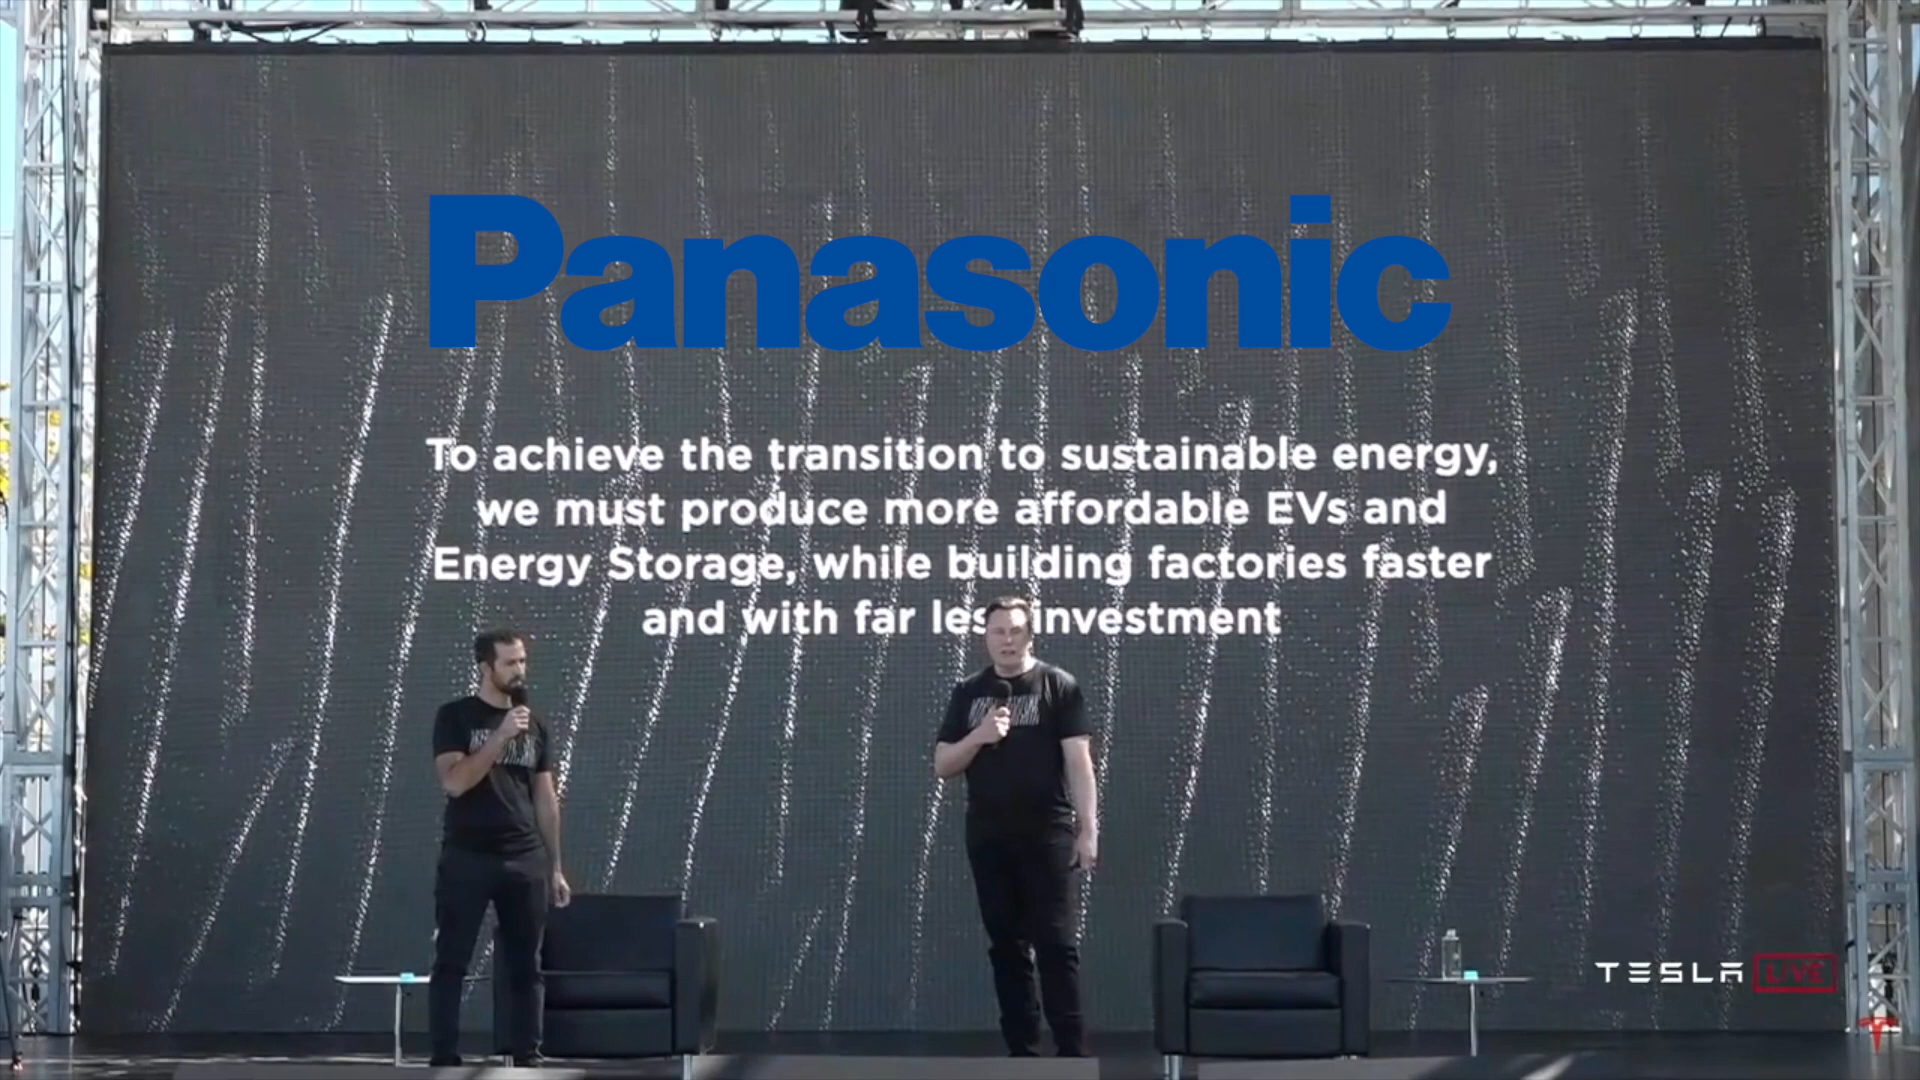 Panasonic
To achieve the transition to sustainable energy,
we must produce more affordable EVs and
Energy Storage, while building factories faster
and with far less investment
TESLA LIVE